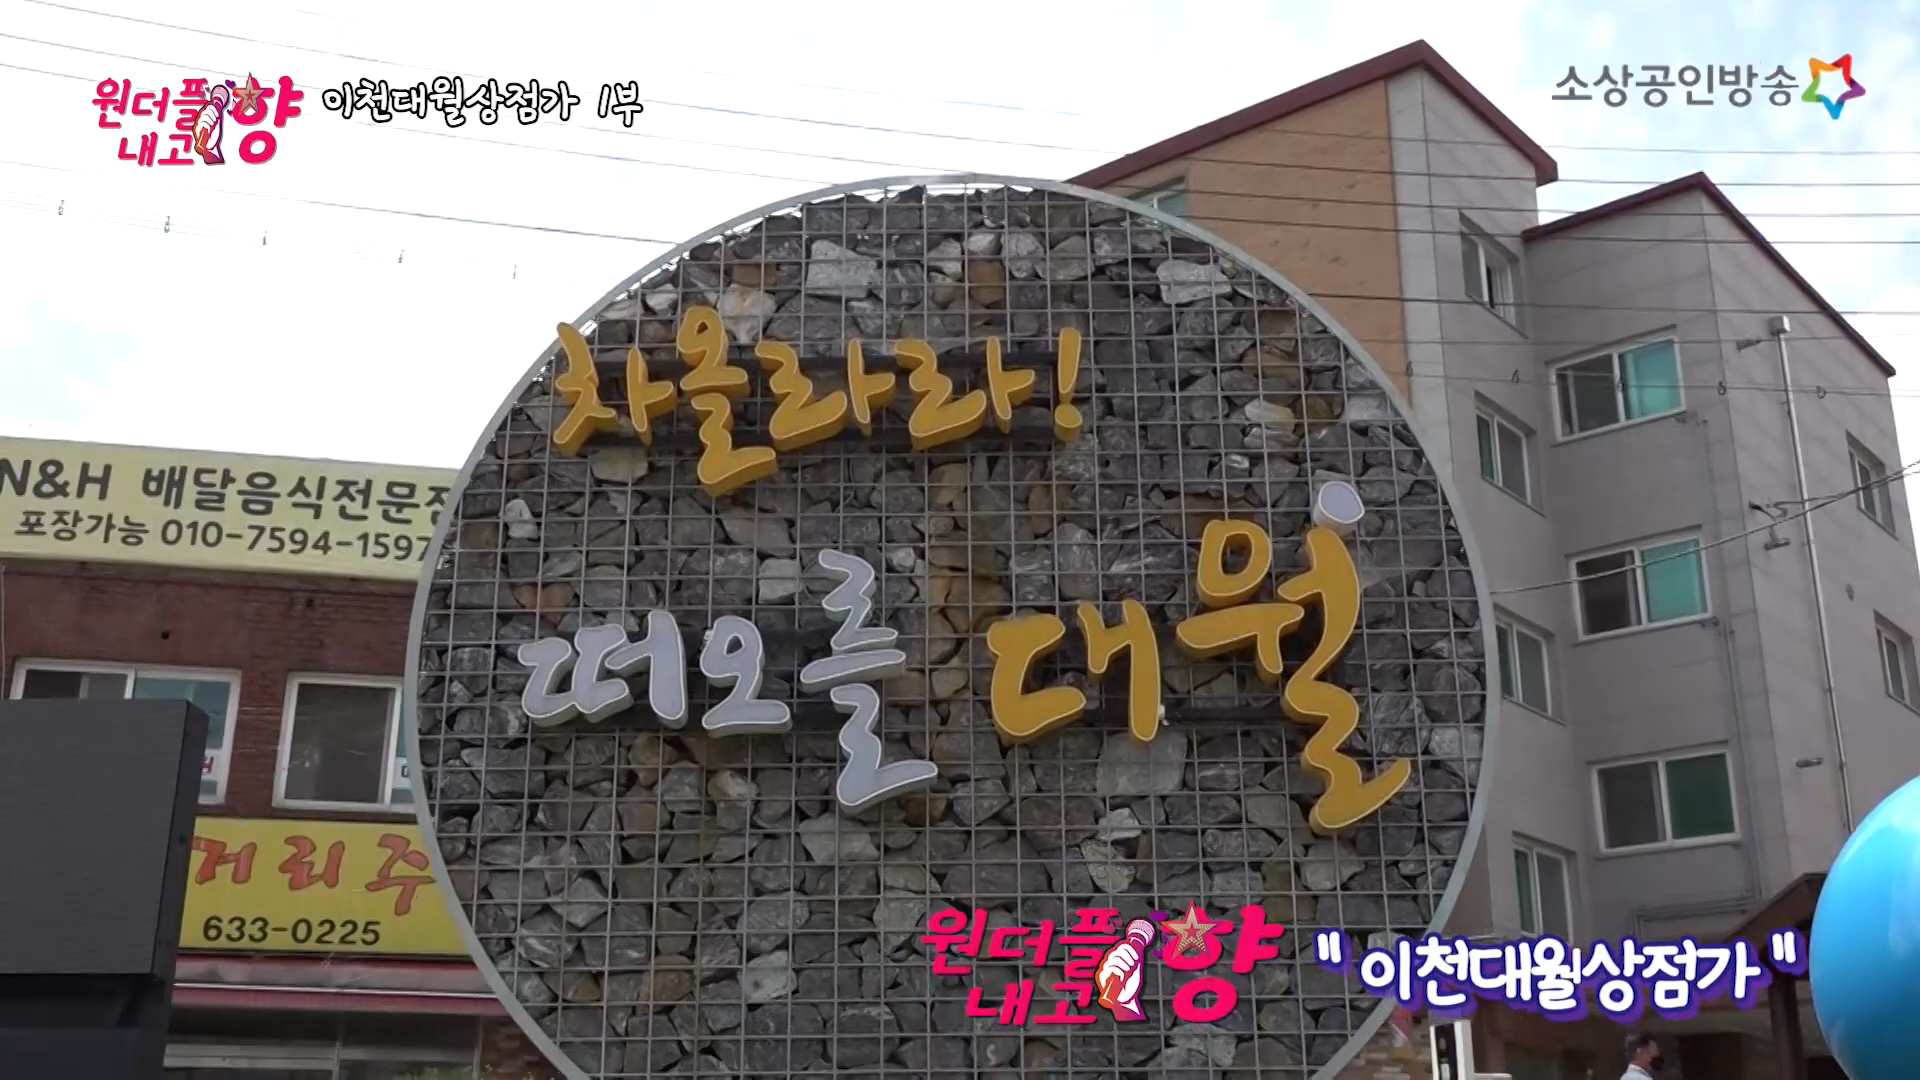 원더플
내고향
이천대월상점가 1부
소상공인방송
차올라라!
떠오를 대월
N&H 배달음식전문점
포장가능 010-7594-1597
거리주
633-0225
원더플
내고향
"이천대월상점가"